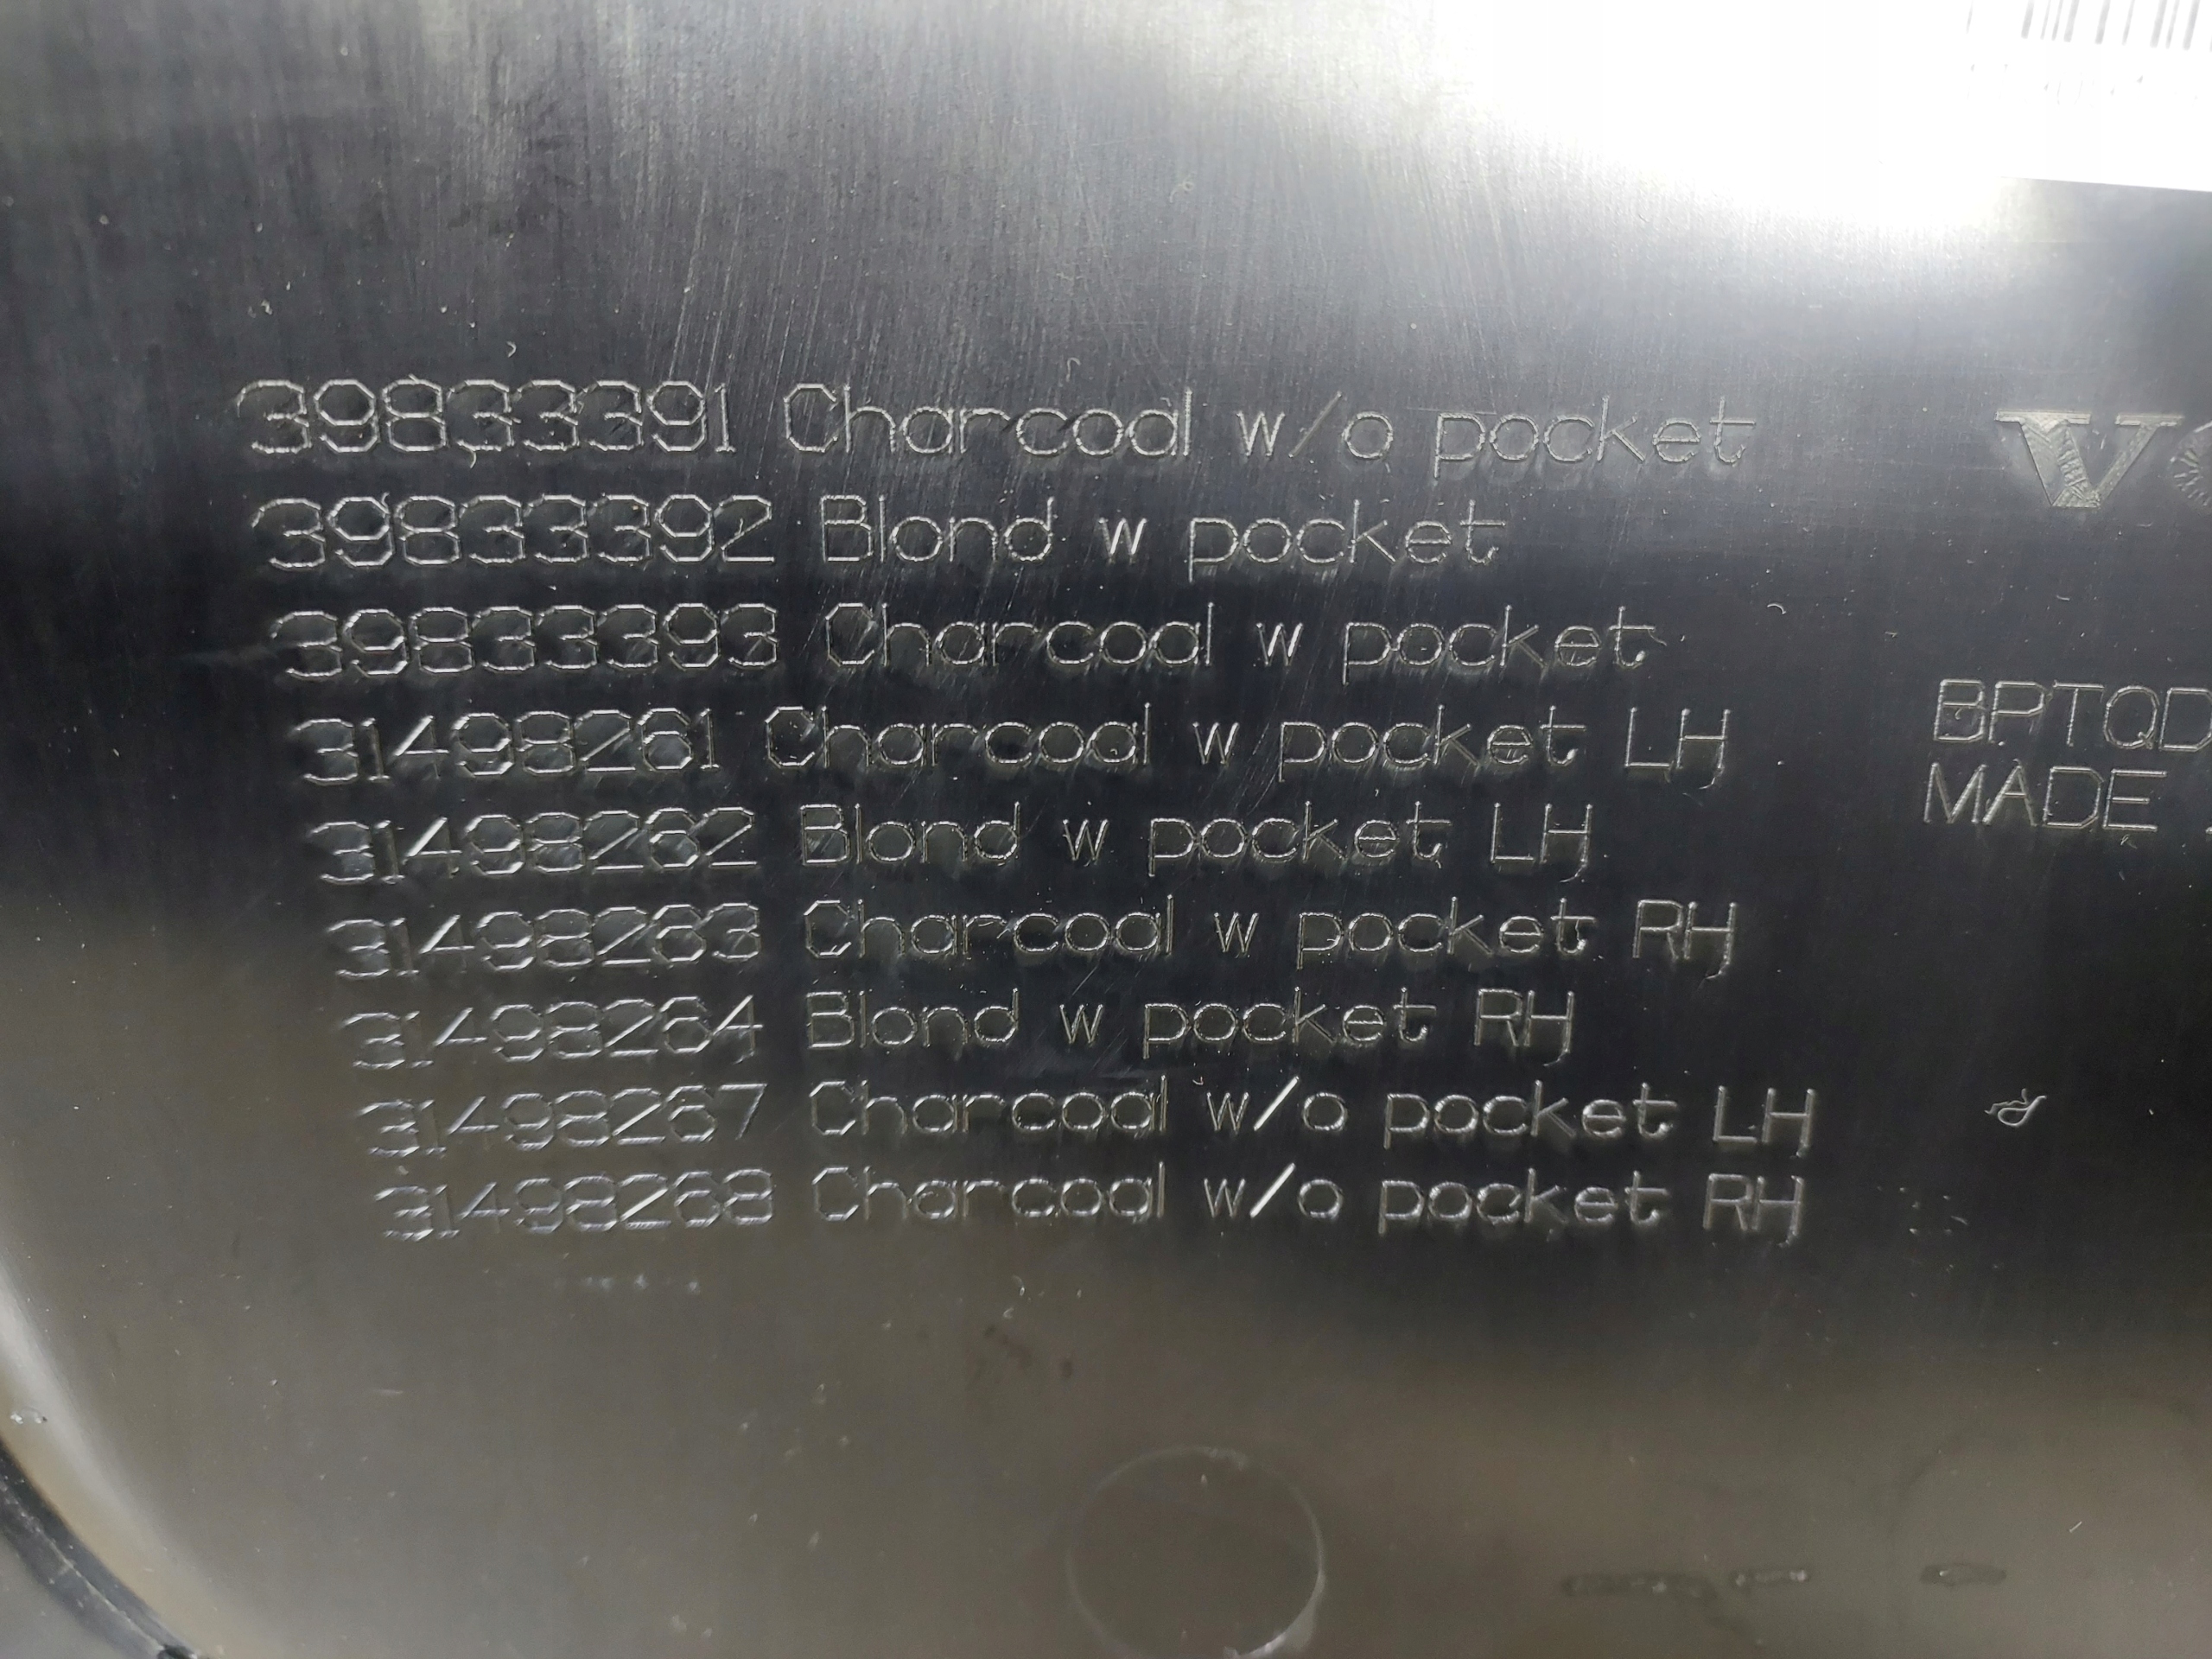 39833391 Charcoal w/o pocket
39833392 Blond w pocket
39833393 Charcoal w pocket
31498261 Charcoal w pocket LH
31498262 Blond w pocket LH
31498263 Charcoal w pocket RH
31498264 Blond w pocket RH
31498267 Charcoal w/o pocket LH
31498268 Charcoal w/o pocket RH
BPTQD
MADE